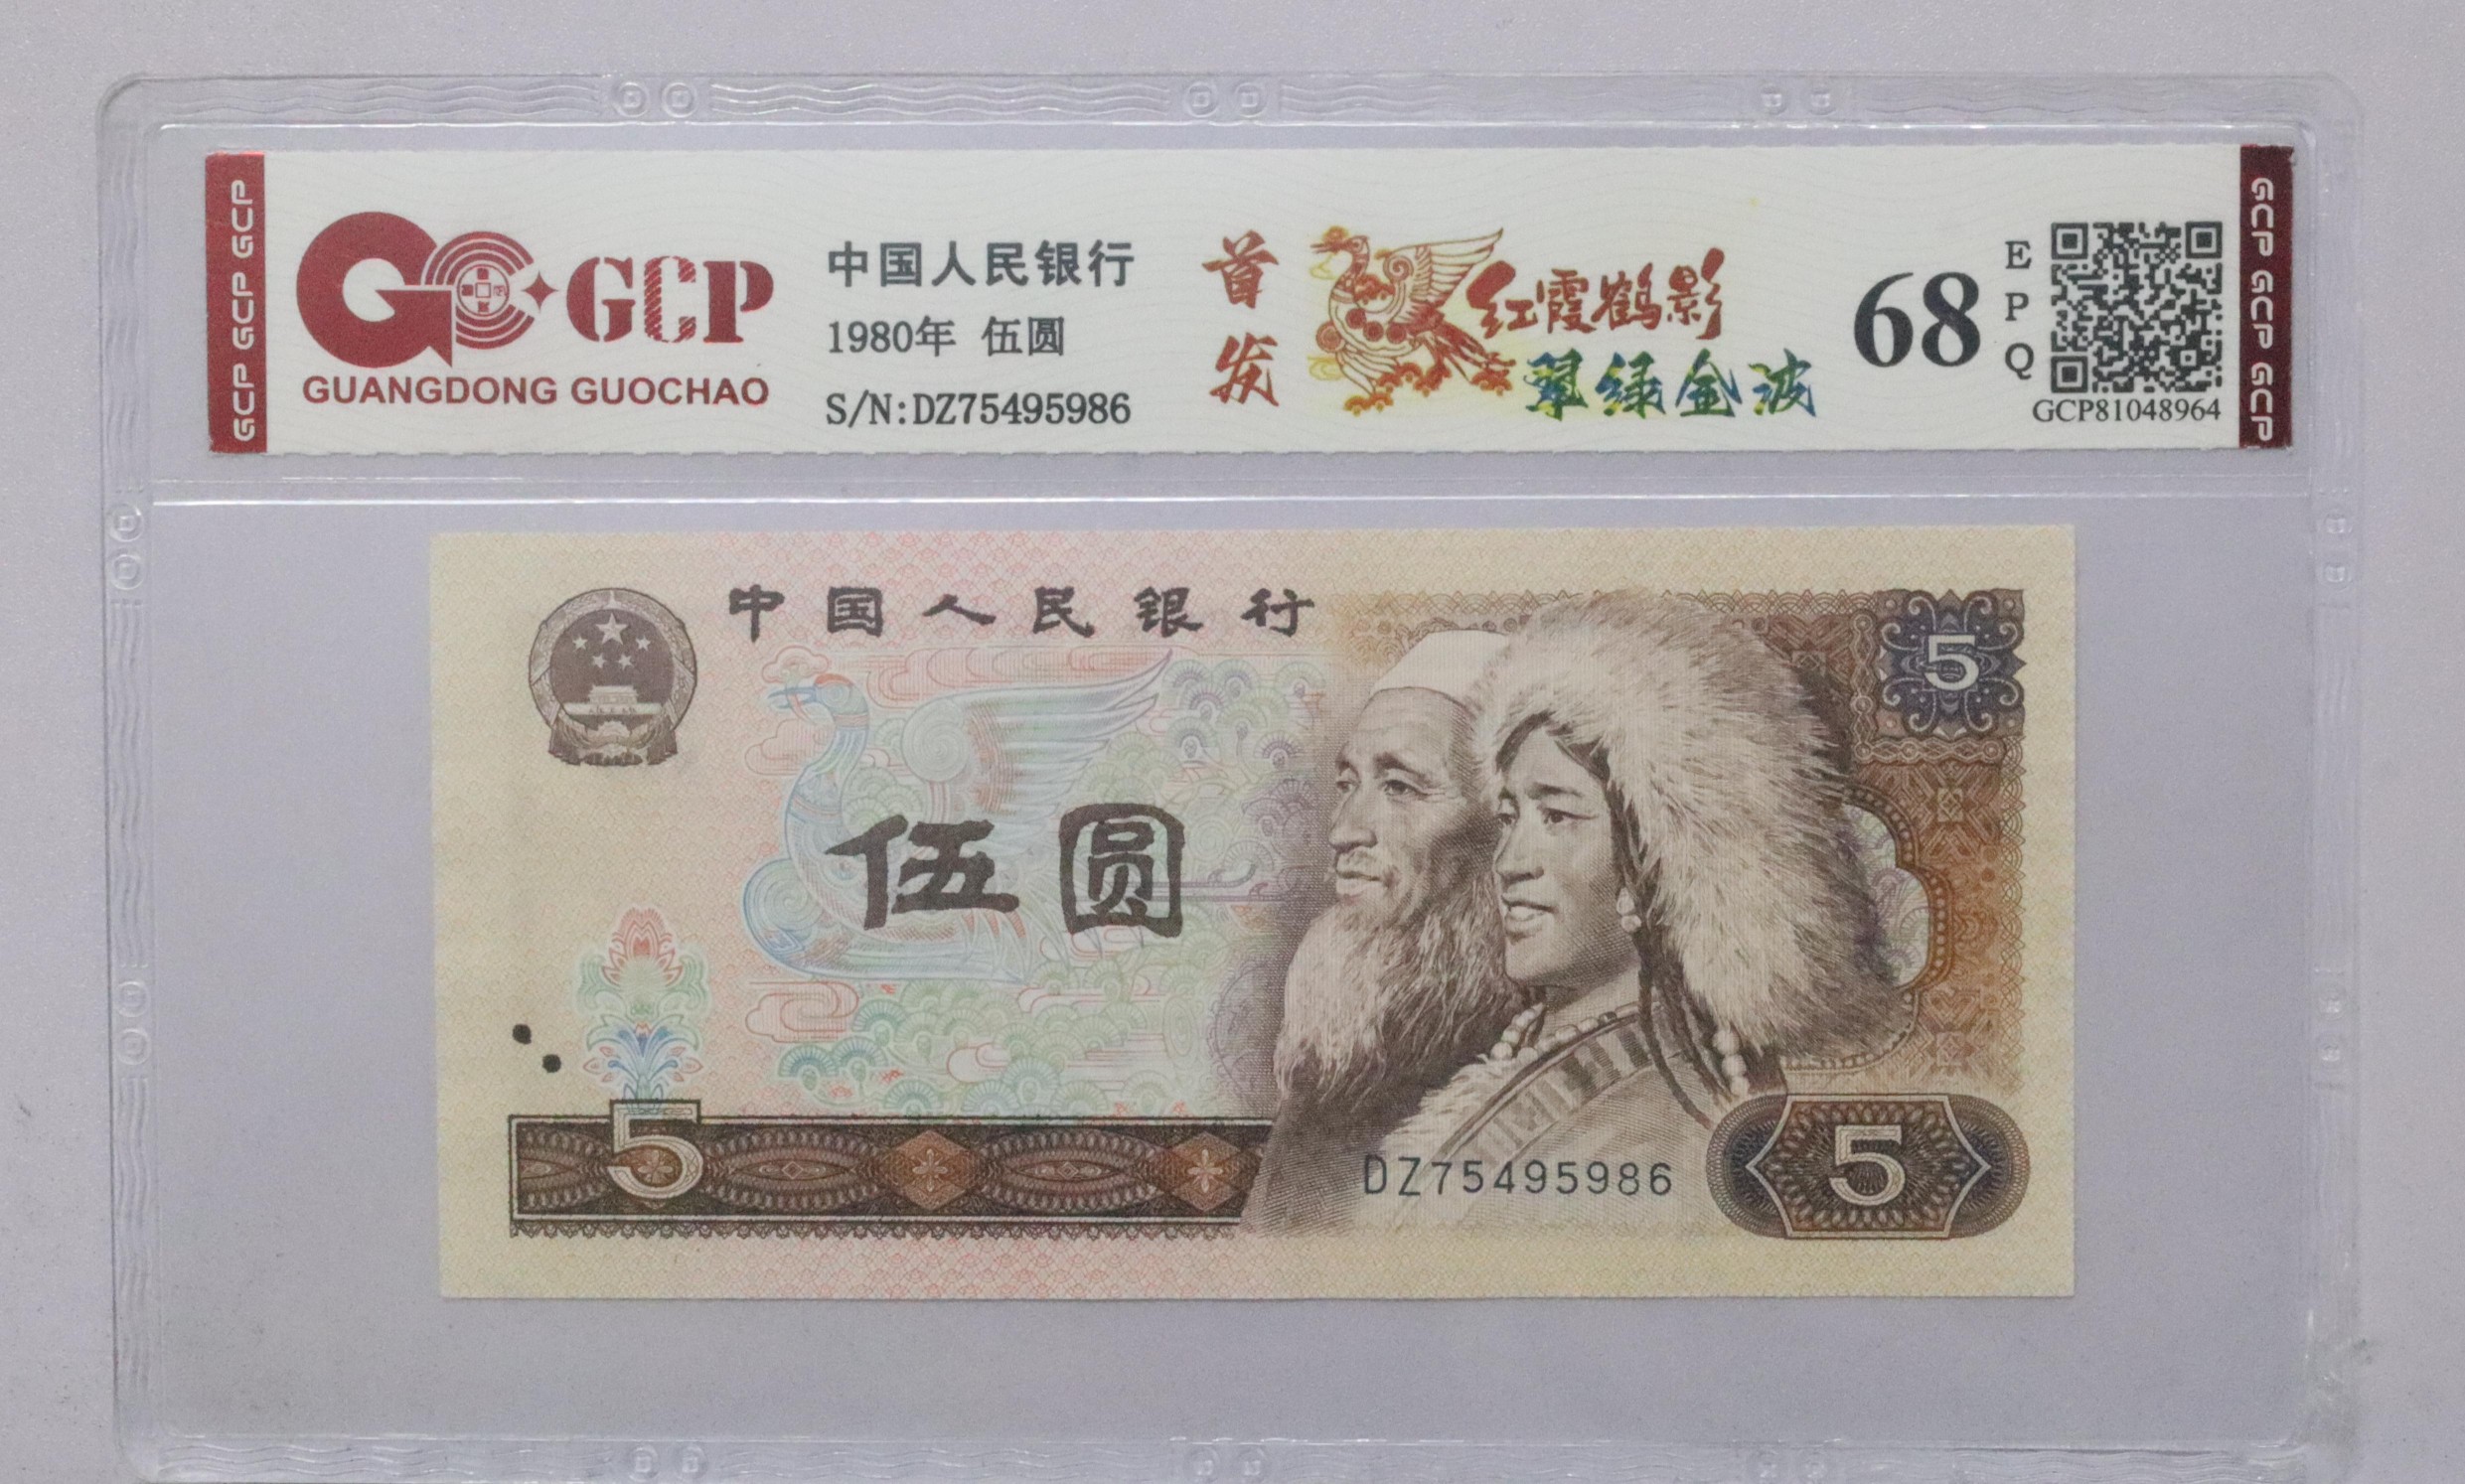 GCP GCP GCP
GCP
GUANGDONG GUOCHAO
中国人民银行
1980年 伍圆
S/N:DZ75495986
首发
红霞鹤影
翠绿金波
68
EPQ
GCP81048964
GCP GCP GCP
中国人民银行
5
伍圆
5
DZ75495986
5